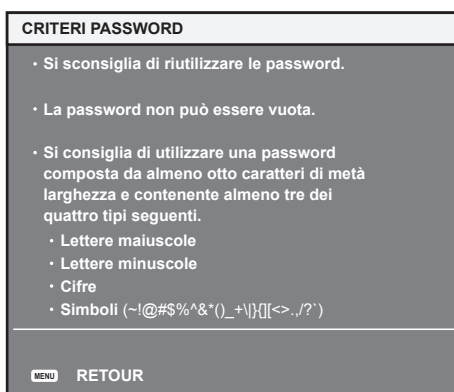 CRITERI PASSWORD
・Si sconsiglia di riutilizzare le password.
・La password non può essere vuota.
・Si consiglia di utilizzare una password
composta da almeno otto caratteri di metà
larghezza e contenente almeno tre dei
quattro tipi seguenti.
・Lettere maiuscole
・Lettere minuscole
・Cifre
・Simboli (~!@#$%^&*()_+\|}{][<>.,/?`)
MENU RETOUR